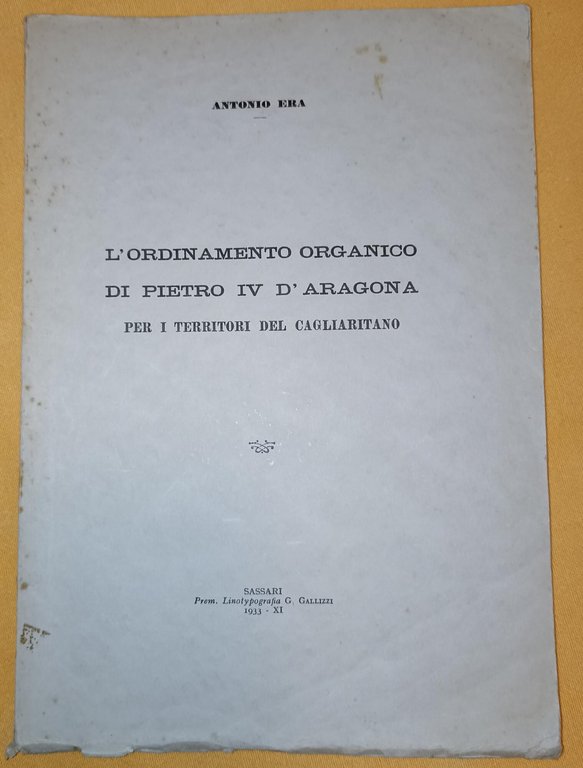 ANTONIO ERA
L'ORDINAMENTO ORGANICO
DI PIETRO IV D'ARAGONA
PER I TERRITORI DEL CAGLIARITANO
SASSARI
Prem. Linotypografia G. GALLIZZI
1933 - XI